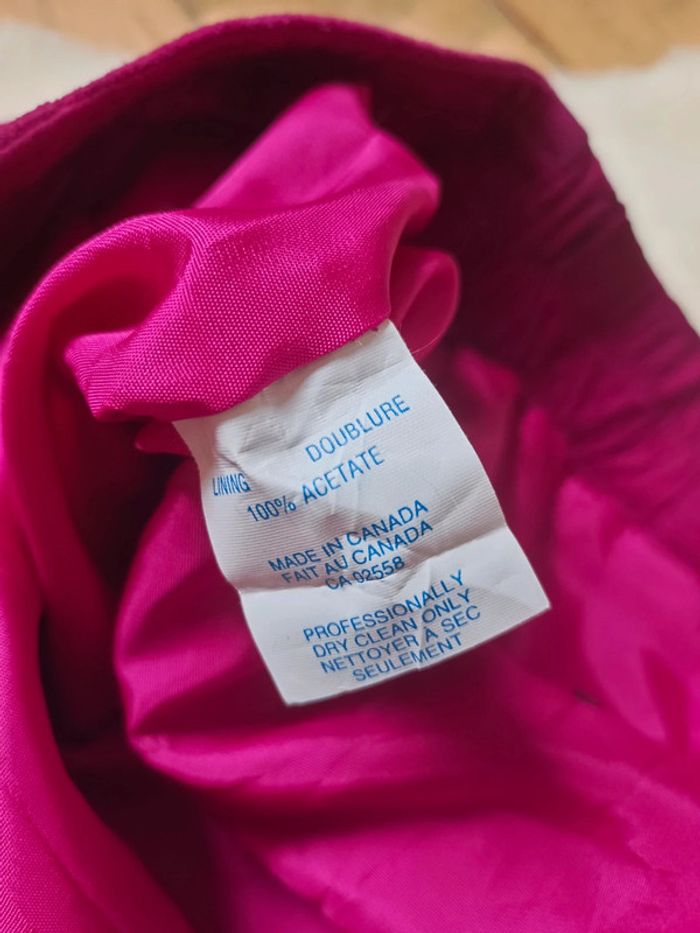 LINING DOUBLURE
100% ACETATE
MADE IN CANADA
FAIT AU CANADA
CA 02558
PROFESSIONALLY
DRY CLEAN ONLY
NETTOYER À SEC
SEULEMENT